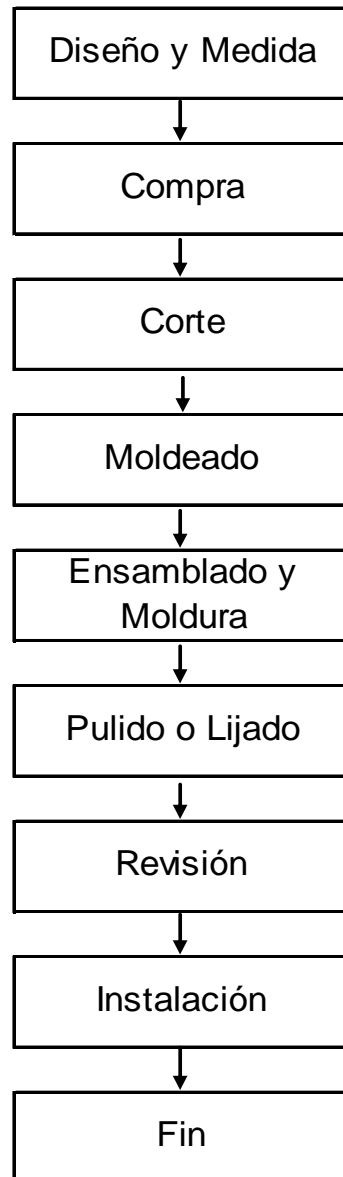 Diseño y Medida
Compra
Corte
Moldeado
Ensamblado y
Moldura
Pulido o Lijado
Revisión
Instalación
Fin